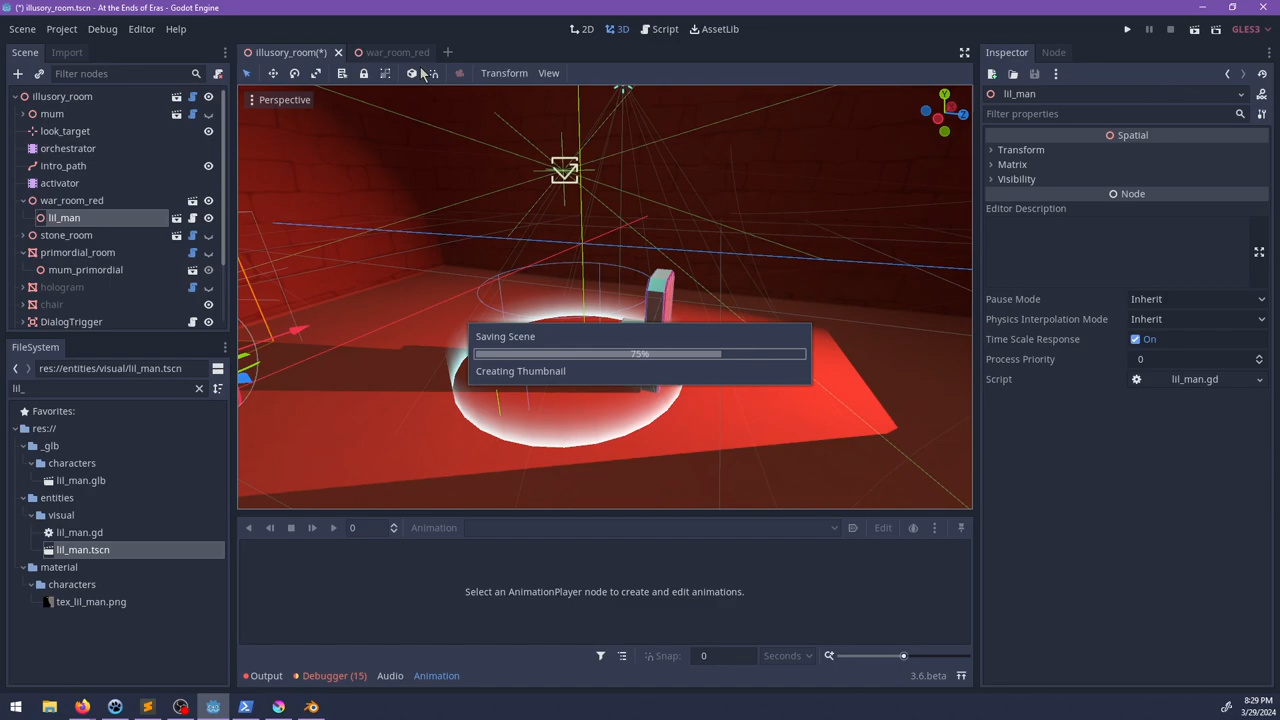 (*) illusory_room.tscn - At the Ends of Eras - Godot Engine
Scene Project Debug Editor Help
2D 3D Script AssetLib
GLES3
Scene Import
Filter nodes
illusory_room
mum
look_target
orchestrator
intro_path
activator
war_room_red
lil_man
stone_room
primordial_room
mum_primordial
hologram
chair
DialogTrigger
FileSystem
res://entities/visual/lil_man.tscn
lil_
Favorites:
res://
_glb
characters
lil_man.glb
entities
visual
lil_man.gd
lil_man.tscn
material
characters
tex_lil_man.png
illusory_room(*) war_room_red
Transform View
Perspective
Y
Z
Saving Scene
75%
Creating Thumbnail
0 Animation Edit
Select an AnimationPlayer node to create and edit animations.
Snap: 0 Seconds
Output Debugger (15) Audio Animation 3.6.beta
Inspector Node
lil_man
Filter properties
Spatial
Transform
Matrix
Visibility
Node
Editor Description
Pause Mode Inherit
Physics Interpolation Mode Inherit
Time Scale Response On
Process Priority 0
Script lil_man.gd
8:29 PM
3/29/2024